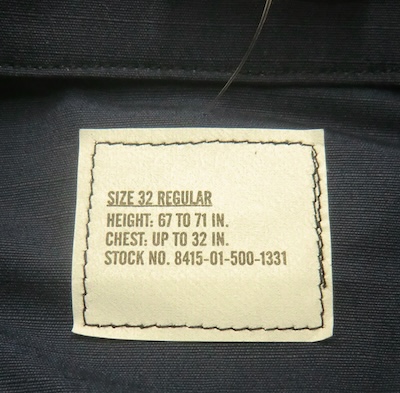 SIZE 32 REGULAR
HEIGHT: 67 TO 71 IN.
CHEST: UP TO 32 IN.
STOCK NO. 8415-01-500-1331